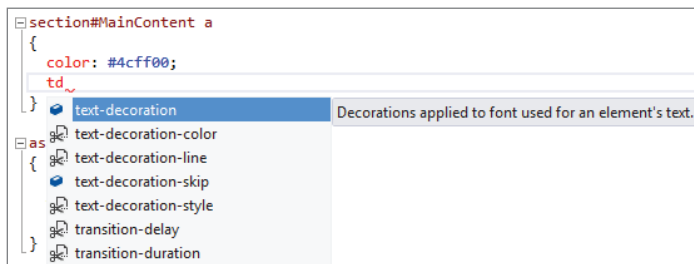 section#MainContent a
{
color: #4cff00;
td
} text-decoration Decorations applied to font used for an element's text.
text-decoration-color
as
{ text-decoration-line
text-decoration-skip
text-decoration-style
transition-delay
} transition-duration